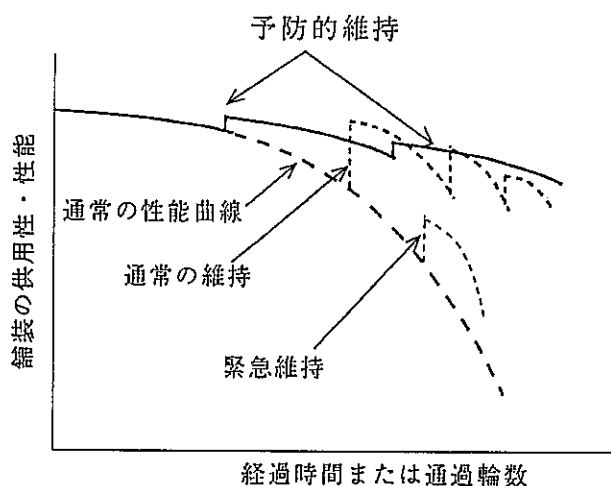 予防的維持
通常の性能曲線
通常の維持
緊急維持
舗装の供用性・性能
経過時間または通過輪数